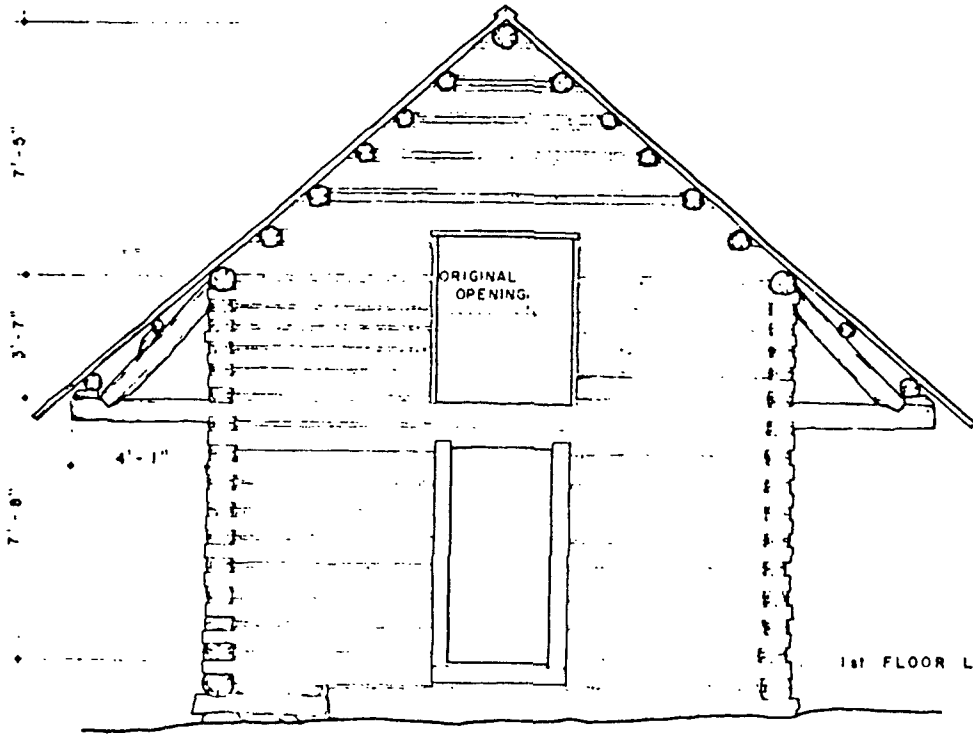 7'-5"
ORIGINAL
OPENING.
3'-7"
4'-1"
7'-8"
1st FLOOR L